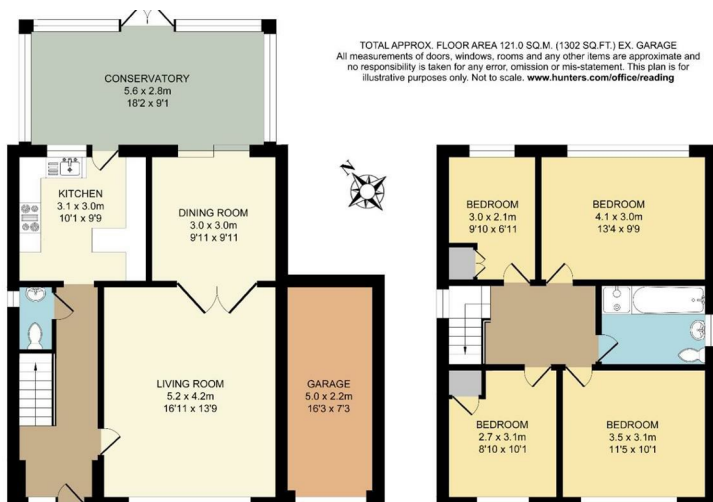 TOTAL APPROX. FLOOR AREA 121.0 SQ.M. (1302 SQ.FT.) EX. GARAGE
All measurements of doors, windows, rooms and any other items are approximate and
no responsibility is taken for any error, omission or mis-statement. This plan is for
illustrative purposes only. Not to scale. www.hunters.com/office/reading
CONSERVATORY
5.6 x 2.8m
18'2 x 9'1
KITCHEN
3.1 x 3.0m
10'1 x 9'9
DINING ROOM
3.0 x 3.0m
9'11 x 9'11
N
LIVING ROOM
5.2 x 4.2m
16'11 x 13'9
GARAGE
5.0 x 2.2m
16'3 x 7'3
BEDROOM
3.0 x 2.1m
9'10 x 6'11
BEDROOM
4.1 x 3.0m
13'4 x 9'9
BEDROOM
2.7 x 3.1m
8'10 x 10'1
BEDROOM
3.5 x 3.1m
11'5 x 10'1